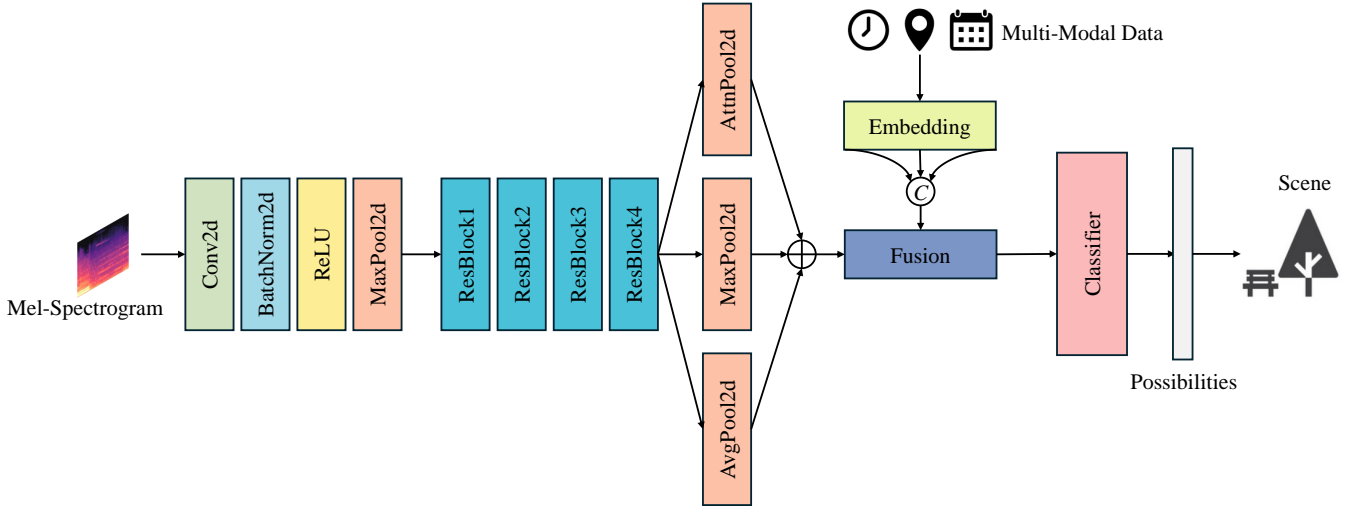 Mel-Spectrogram
Conv2d
BatchNorm2d
ReLU
MaxPool2d
ResBlock1
ResBlock2
ResBlock3
ResBlock4
AttnPool2d
MaxPool2d
AvgPool2d
Multi-Modal Data
Embedding
C
Fusion
Classifier
Possibilities
Scene